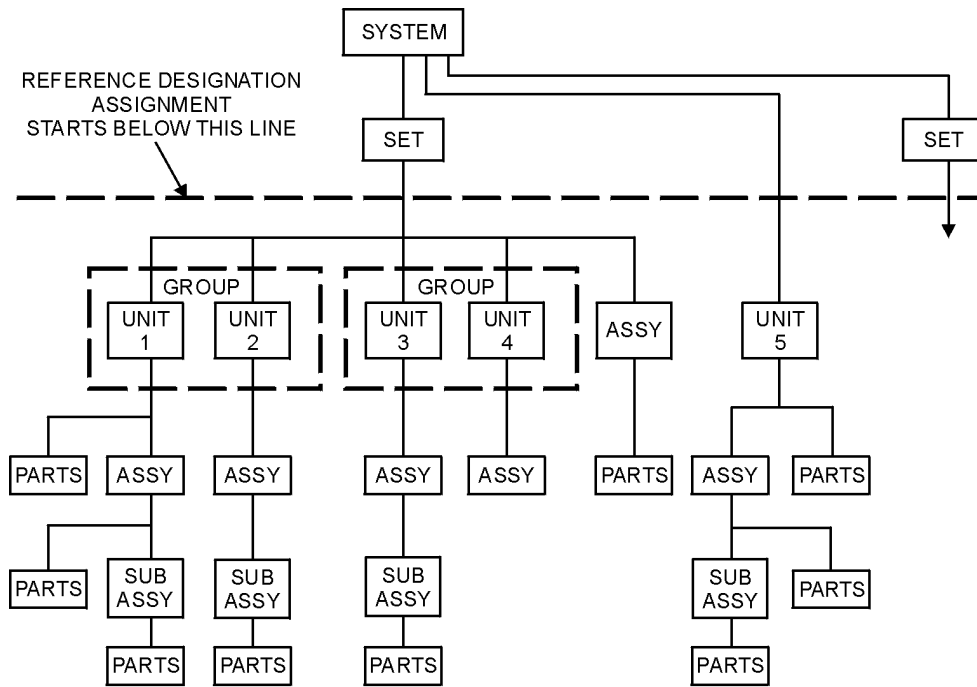 SYSTEM
REFERENCE DESIGNATION
ASSIGNMENT
STARTS BELOW THIS LINE
SET
SET
GROUP
GROUP
UNIT
1
UNIT
2
UNIT
3
UNIT
4
ASSY
UNIT
5
PARTS
ASSY
ASSY
ASSY
ASSY
PARTS
ASSY
PARTS
PARTS
SUB
ASSY
SUB
ASSY
SUB
ASSY
SUB
ASSY
PARTS
PARTS
PARTS
PARTS
PARTS